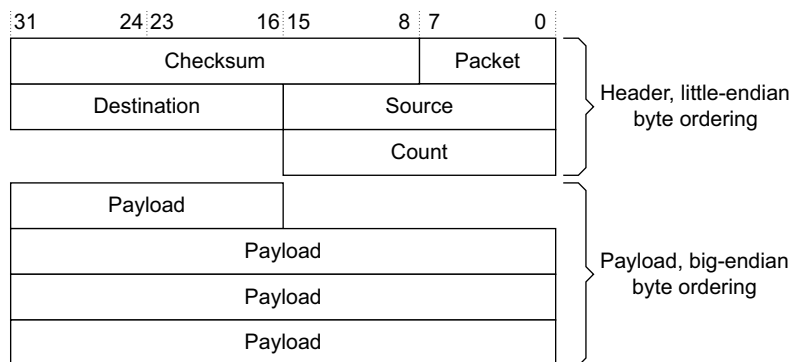 31 24 23 16 15 8 7 0
Checksum Packet
Destination Source
Count
Header, little-endian
byte ordering
Payload
Payload
Payload
Payload
Payload, big-endian
byte ordering